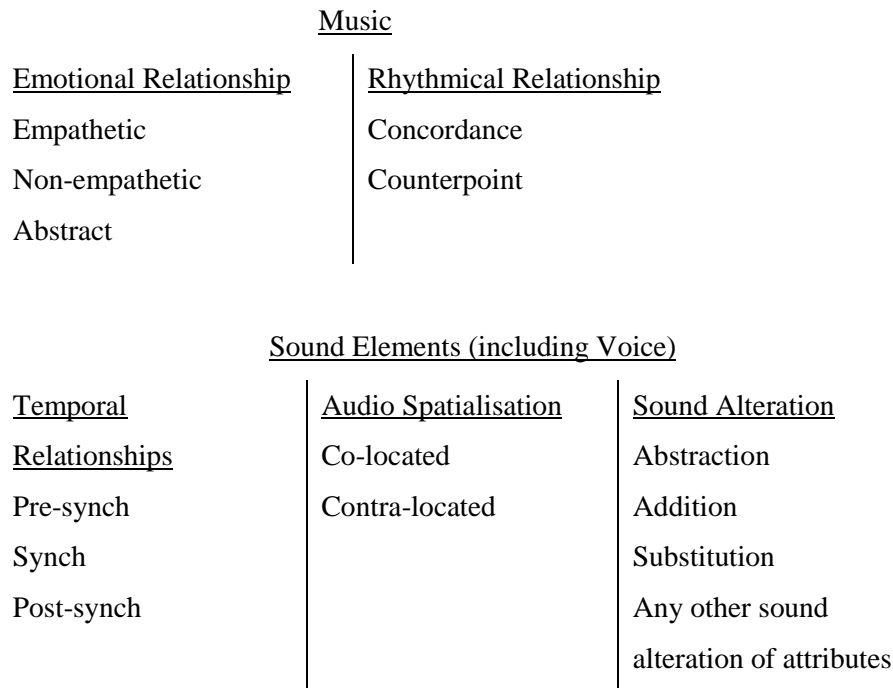 Music
Emotional Relationship
Empathetic
Non-empathetic
Abstract
Rhythmical Relationship
Concordance
Counterpoint
Sound Elements (including Voice)
Temporal
Relationships
Pre-synch
Synch
Post-synch
Audio Spatialisation
Co-located
Contra-located
Sound Alteration
Abstraction
Addition
Substitution
Any other sound
alteration of attributes